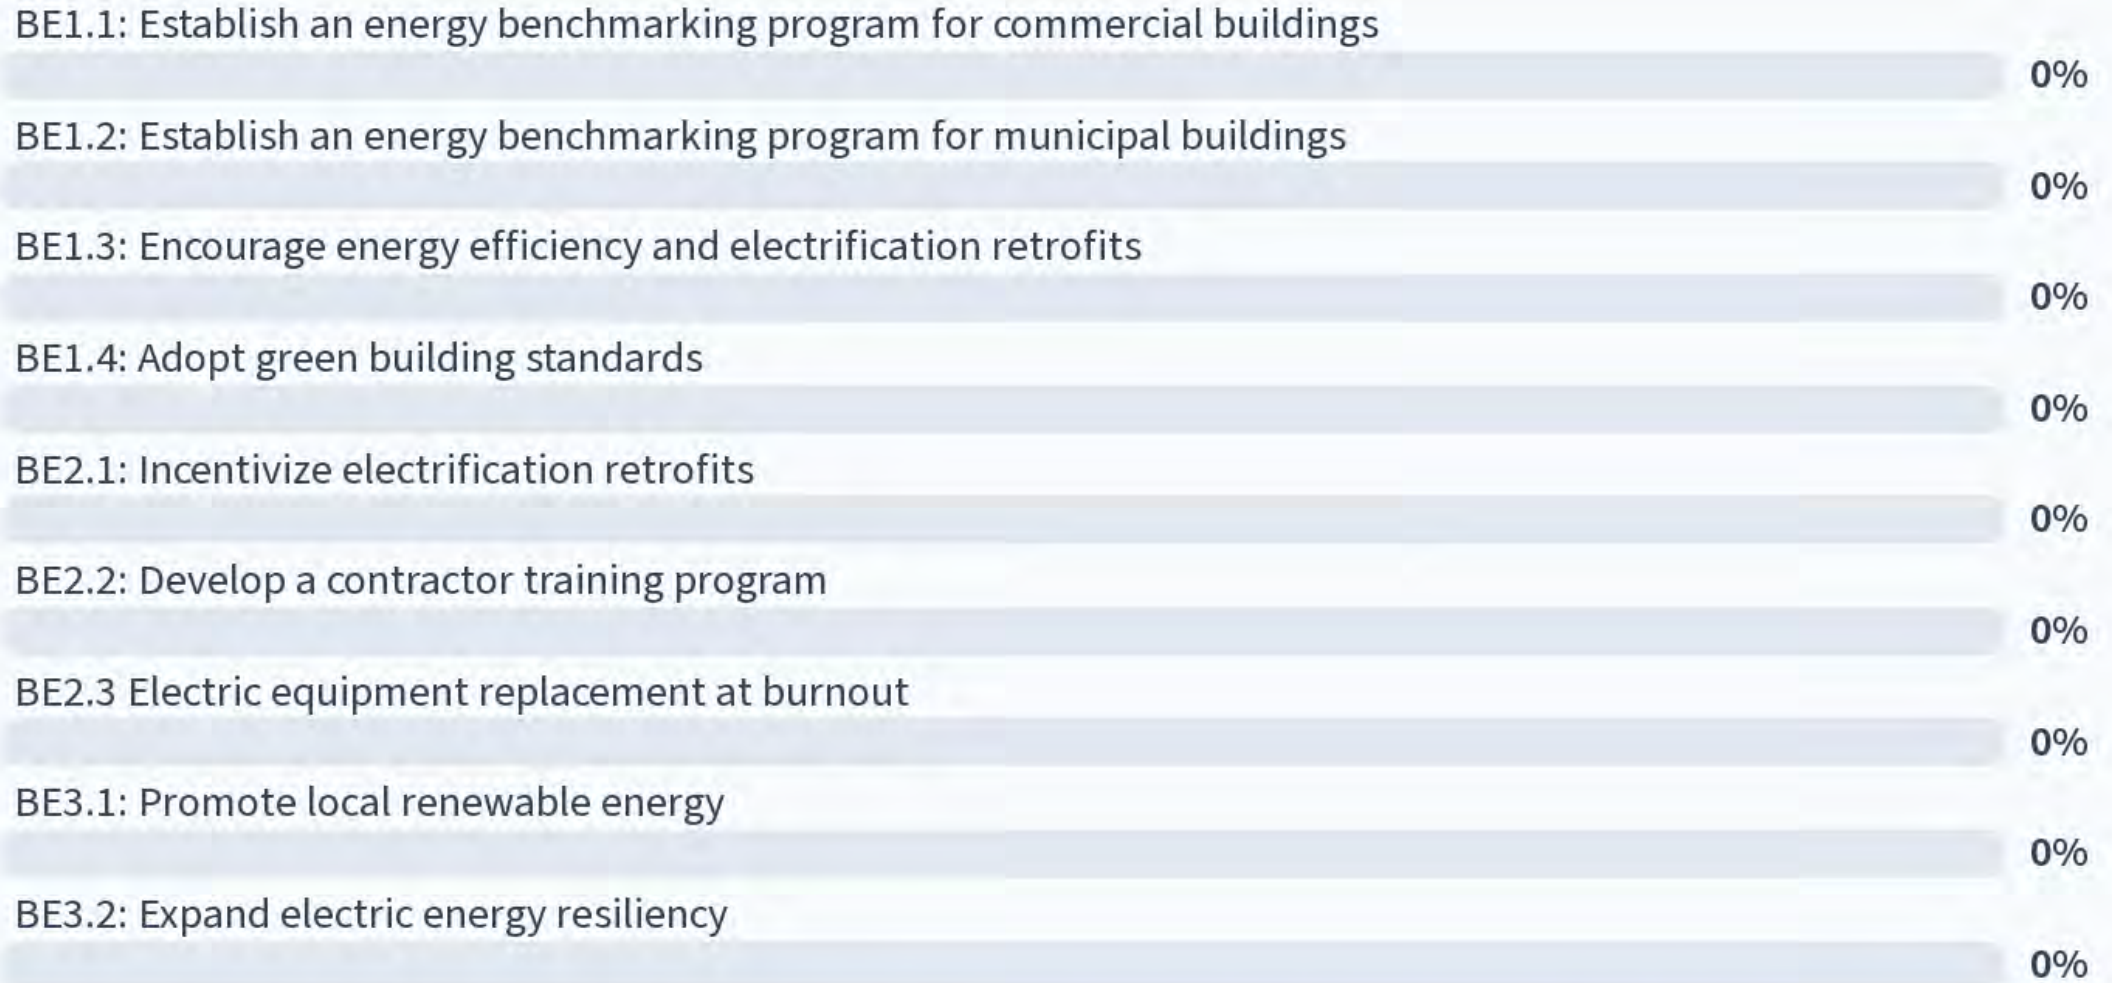 BE1.1: Establish an energy benchmarking program for commercial buildings
0%
BE1.2: Establish an energy benchmarking program for municipal buildings
0%
BE1.3: Encourage energy efficiency and electrification retrofits
0%
BE1.4: Adopt green building standards
0%
BE2.1: Incentivize electrification retrofits
0%
BE2.2: Develop a contractor training program
0%
BE2.3 Electric equipment replacement at burnout
0%
BE3.1: Promote local renewable energy
0%
BE3.2: Expand electric energy resiliency
0%